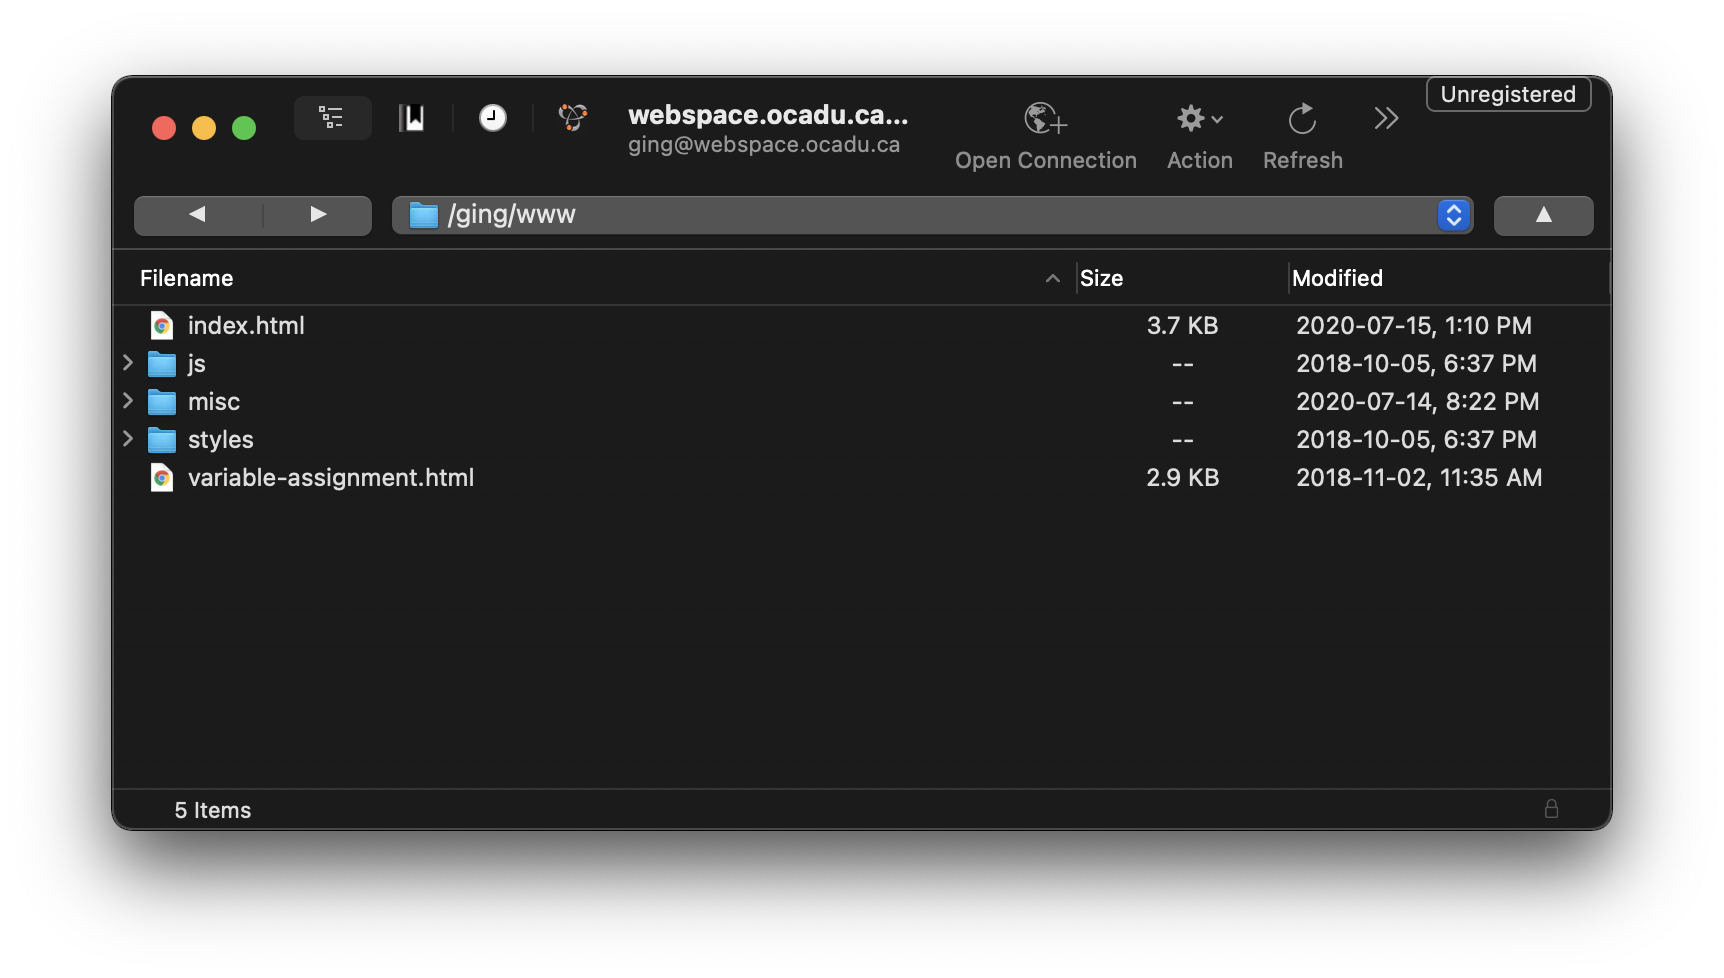 webspace.ocadu.ca...
ging@webspace.ocadu.ca
Open Connection
Action
Refresh
Unregistered
/ging/www
Filename Size Modified
index.html 3.7 KB 2020-07-15, 1:10 PM
js -- 2018-10-05, 6:37 PM
misc -- 2020-07-14, 8:22 PM
styles -- 2018-10-05, 6:37 PM
variable-assignment.html 2.9 KB 2018-11-02, 11:35 AM
5 Items